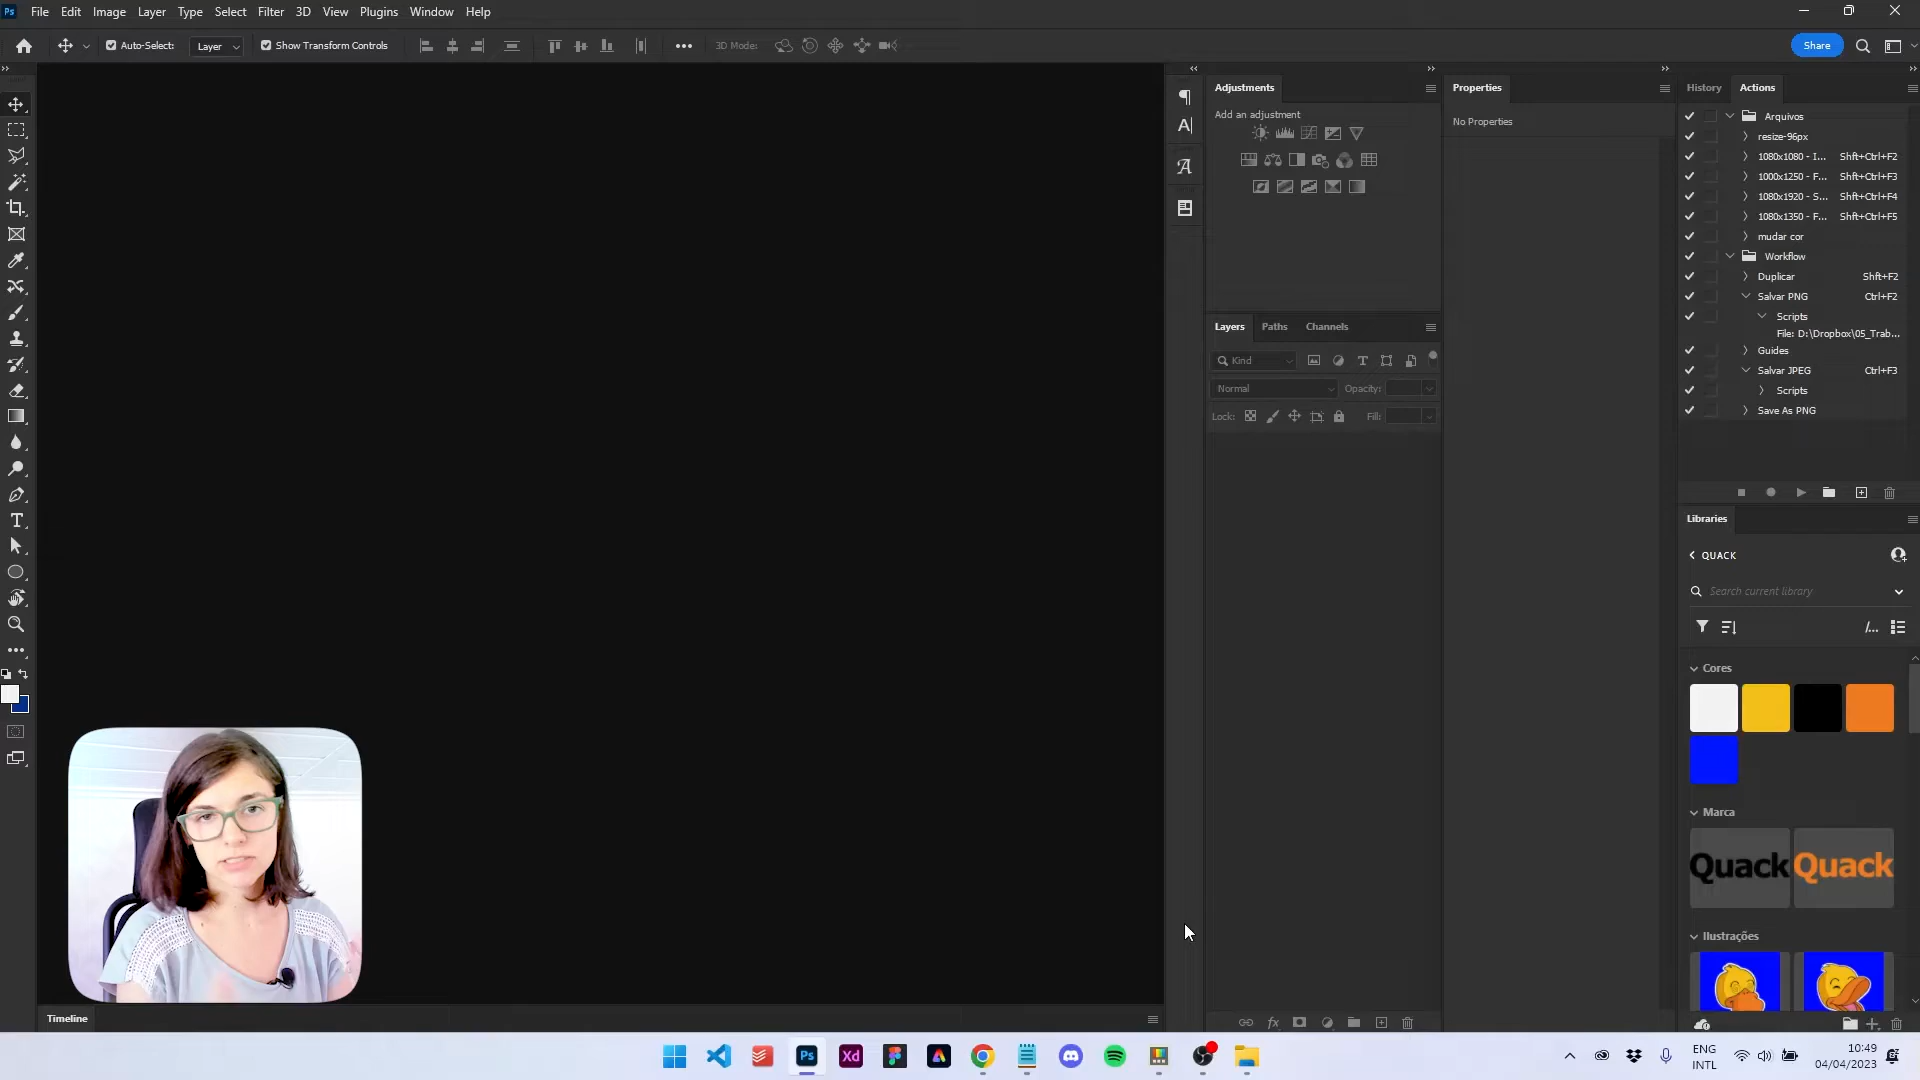 Ps File Edit Image Layer Type Select Filter 3D View Plugins Window Help
Auto-Select: Layer Show Transform Controls 3D Mode: Share
Adjustments
Add an adjustment
Properties
No Properties
History Actions
Arquivos
resize-96px
1080x1080 - I... Shft+Ctrl+F2
1000x1250 - F... Shft+Ctrl+F3
1080x1920 - S... Shft+Ctrl+F4
1080x1350 - F... Shft+Ctrl+F5
mudar cor
Workflow
Duplicar Shft+F2
Salvar PNG Ctrl+F2
Scripts
File: D:\Dropbox\05_Trab...
Guides
Salvar JPEG Ctrl+F3
Scripts
Save As PNG
Layers Paths Channels
Kind
Normal Opacity:
Lock: Fill:
Libraries
QUACK
Search current library
/...
Cores
Marca
Quack Quack
Ilustrações
Timeline
Ps Xd
ENG
INTL
10:49
04/04/2023